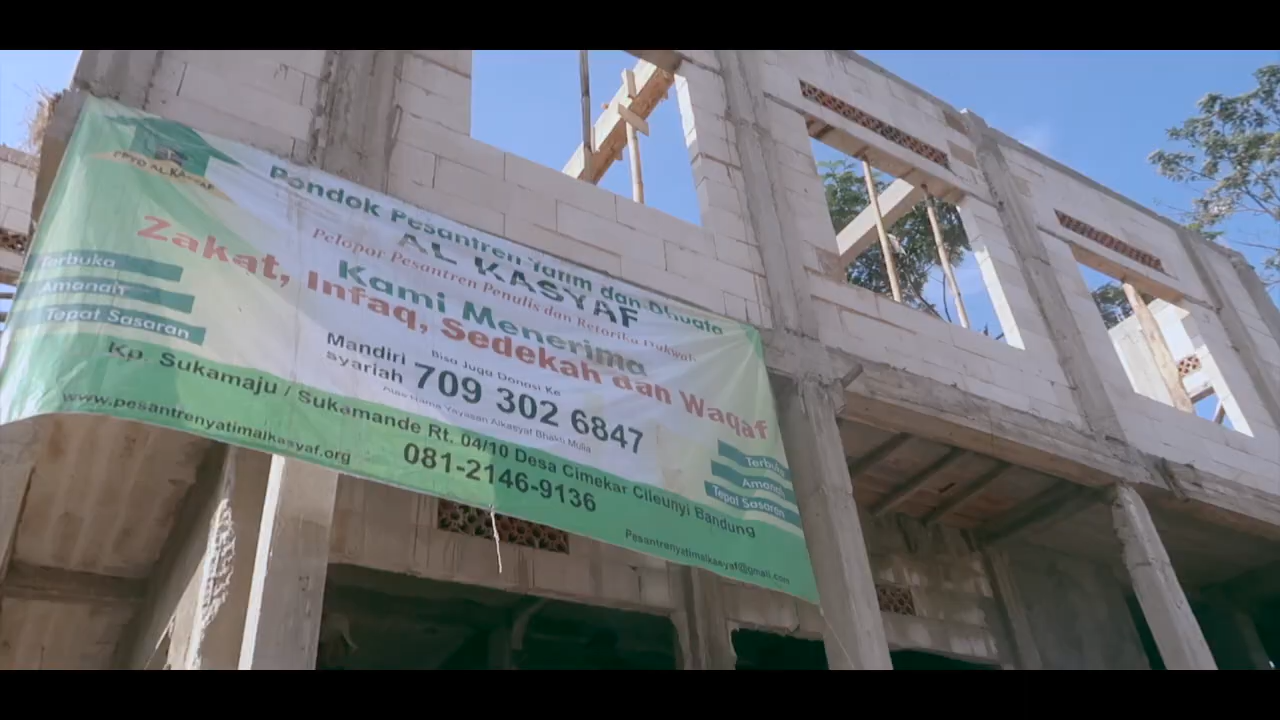 PPYD AL KASYAF
Pondok Pesantren Yatim dan Dhuafa
AL KASYAF
Pelopor Pesantren Penulis dan Retorika Dakwah
Kami Menerima
Zakat, Infaq, Sedekah dan Waqaf
Terbuka
Amanah
Tepat Sasaran
Bisa Juga Donasi Ke
Mandiri syariah 709 302 6847
Atas Nama Yayasan Alkasyaf Bhakti Mulia
Kp. Sukamaju / Sukamande Rt. 04/10 Desa Cimekar Cileunyi Bandung
081-2146-9136
www.pesantrenyatimalkasyaf.org
Terbuka
Amanah
Tepat Sasaran
Pesantrenyatimalkasyaf@gmail.com